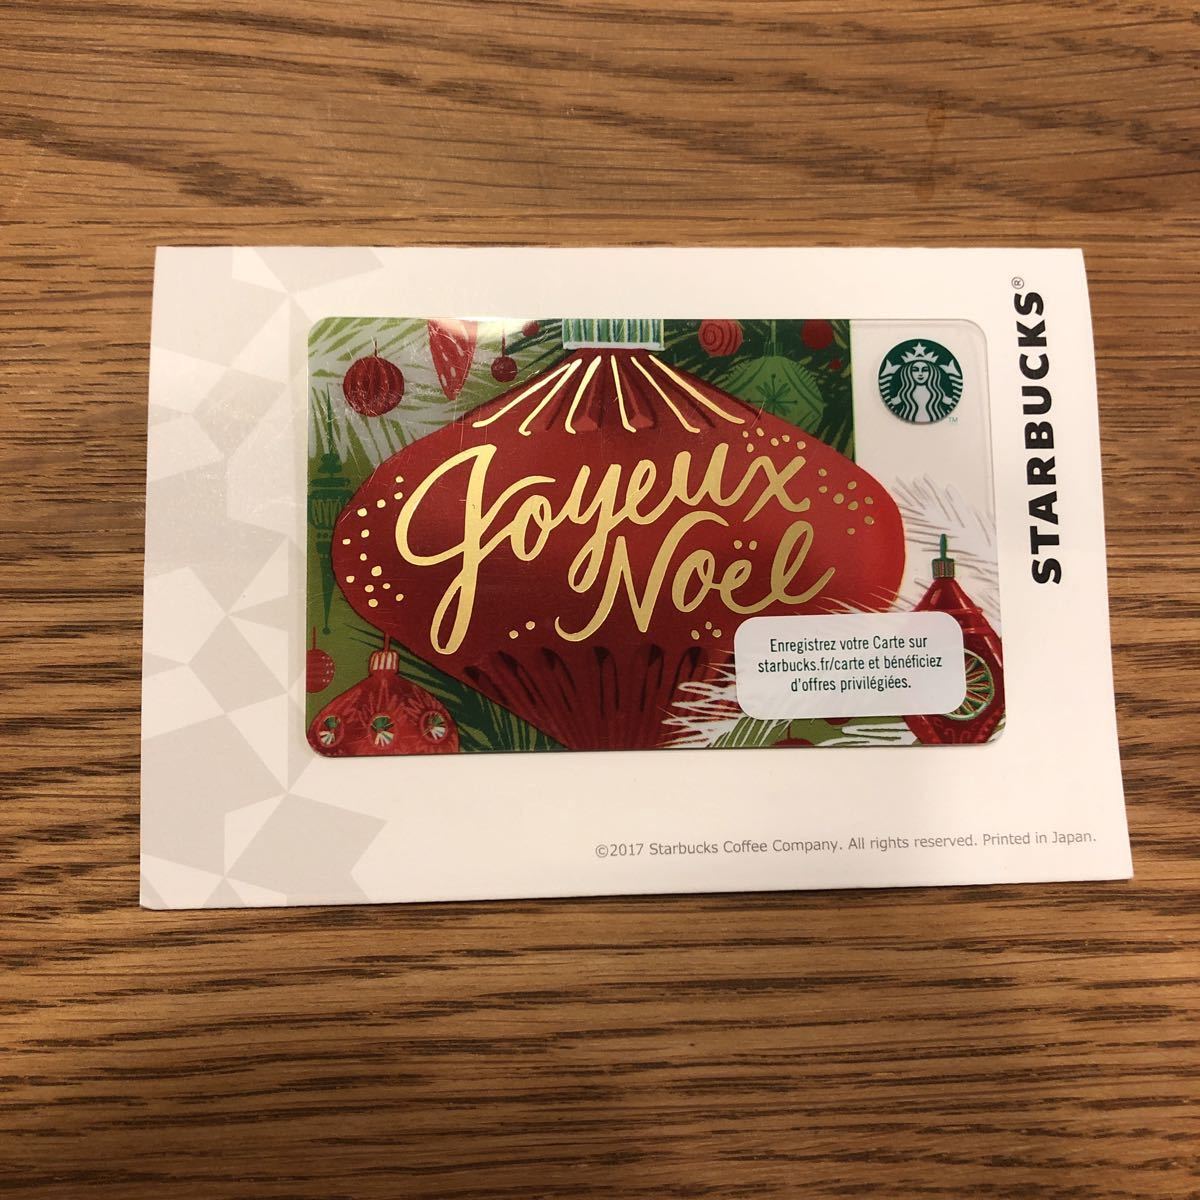 Joyeux
Noël
TM
Enregistrez votre Carte sur
starbucks.fr/carte et bénéficiez
d'offres privilégiées.
STARBUCKS®
©2017 Starbucks Coffee Company. All rights reserved. Printed in Japan.